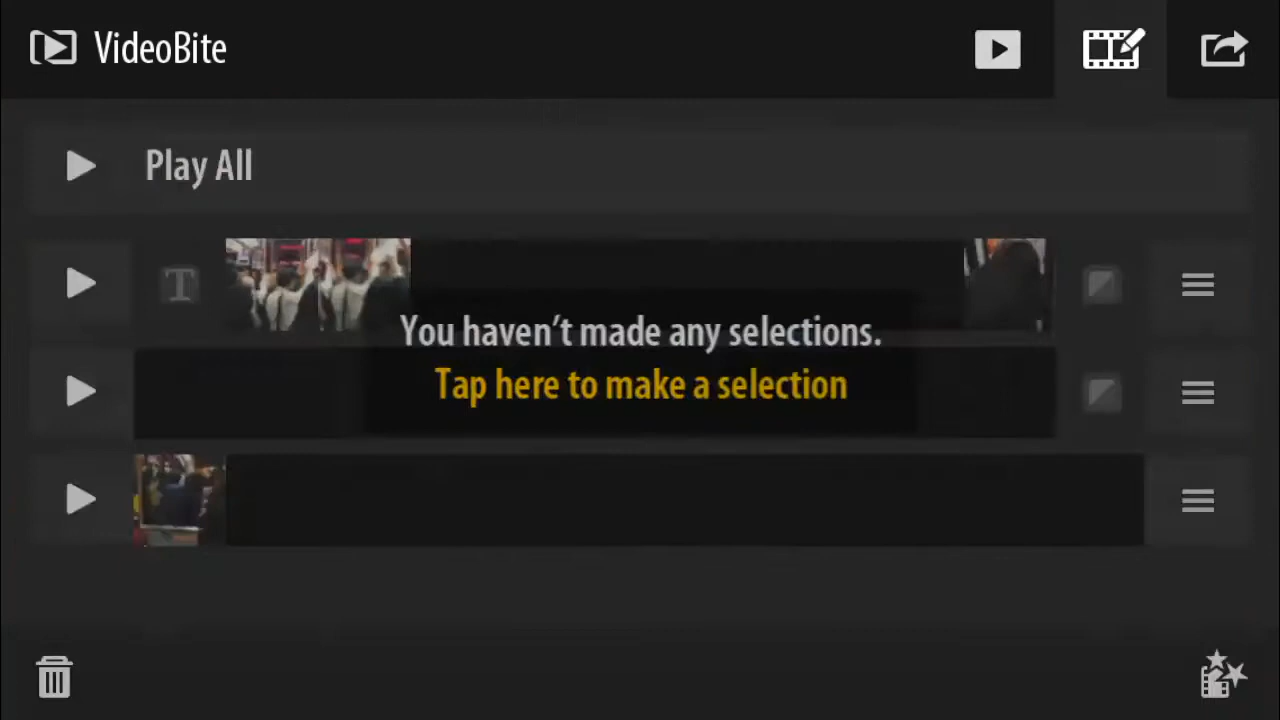 VideoBite
Play All
T
You haven't made any selections.
Tap here to make a selection